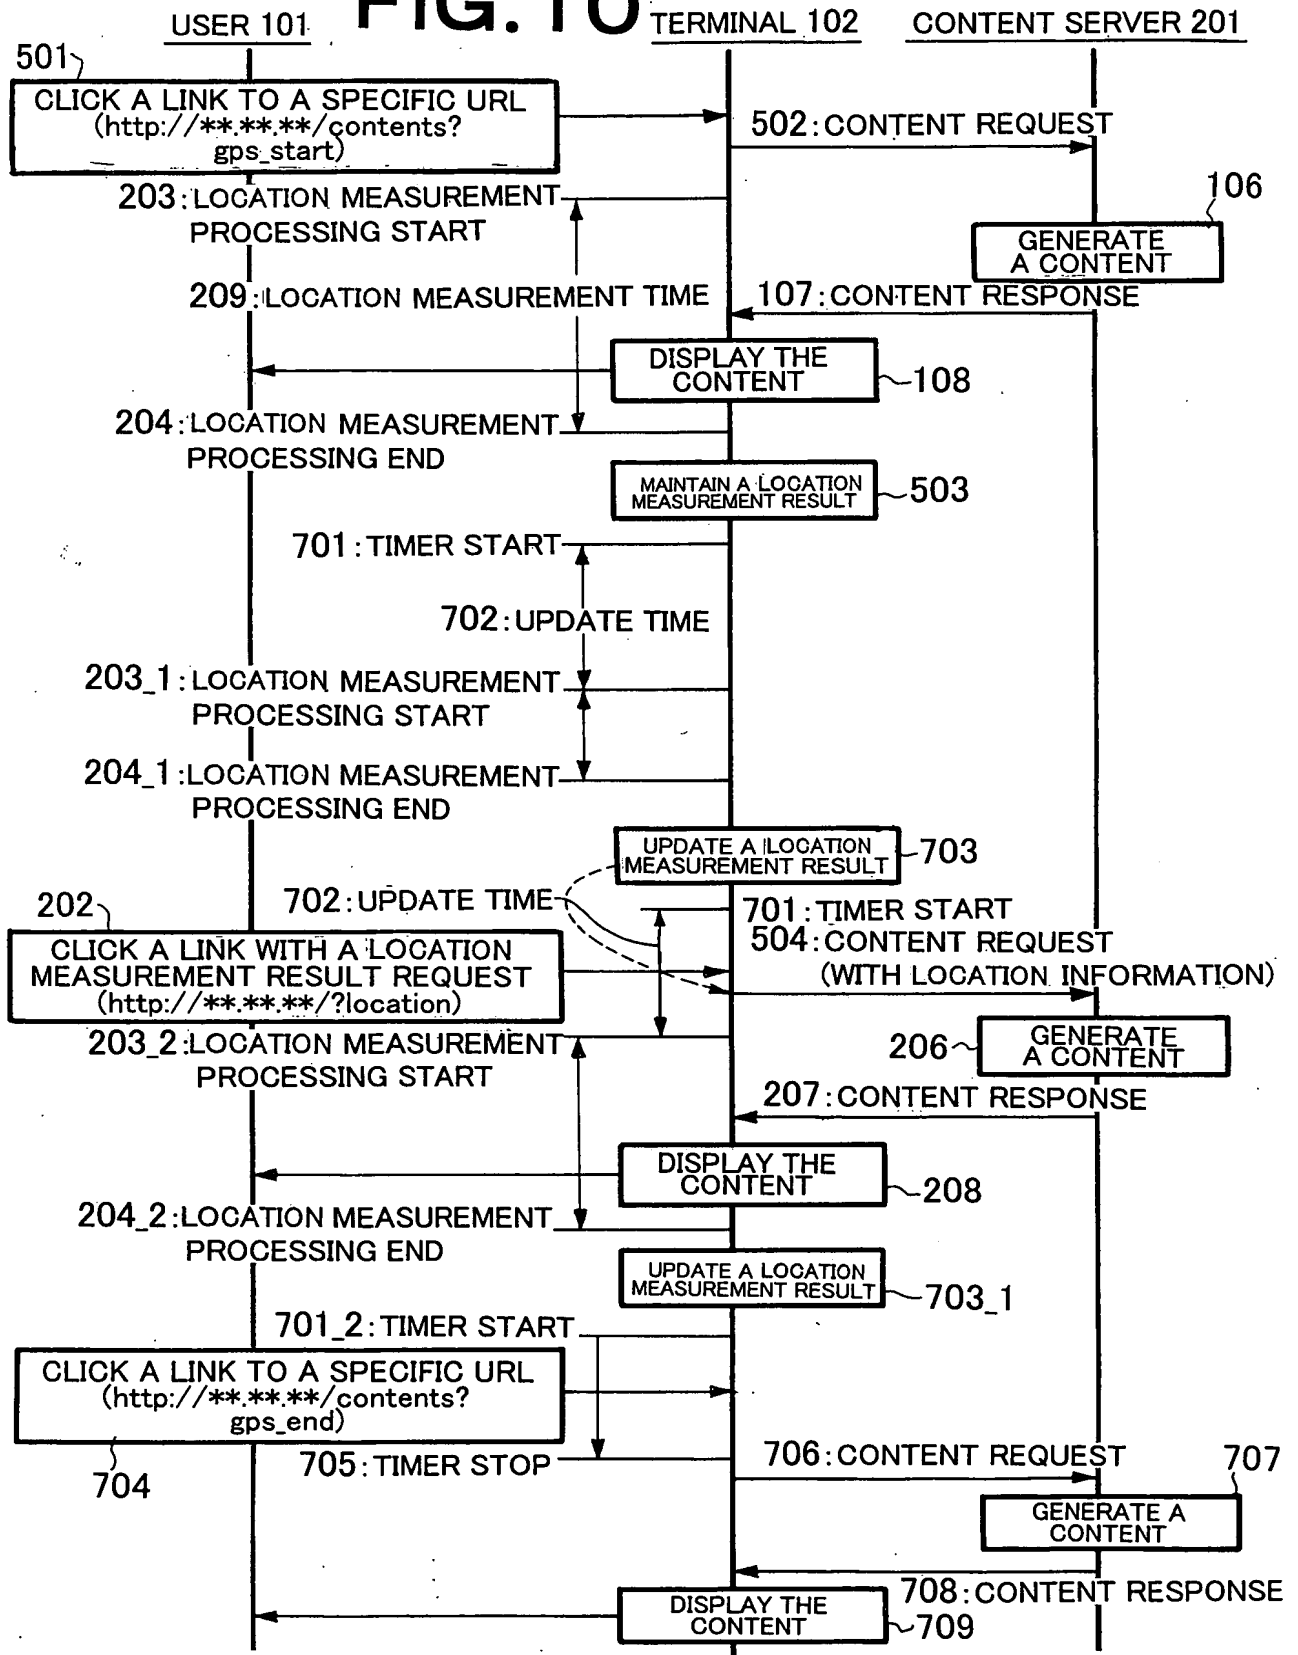 FIG. 10
USER 101
TERMINAL 102
CONTENT SERVER 201
501
CLICK A LINK TO A SPECIFIC URL
(http://**.**.**/contents?
gps_start)
502:CONTENT REQUEST
203:LOCATION MEASUREMENT
PROCESSING START
106
GENERATE
A CONTENT
209:LOCATION MEASUREMENT TIME
107:CONTENT RESPONSE
DISPLAY THE
CONTENT
108
204:LOCATION MEASUREMENT
PROCESSING END
MAINTAIN A LOCATION
MEASUREMENT RESULT
503
701:TIMER START
702:UPDATE TIME
203_1:LOCATION MEASUREMENT
PROCESSING START
204_1:LOCATION MEASUREMENT
PROCESSING END
UPDATE A LOCATION
MEASUREMENT RESULT
703
702:UPDATE TIME
701:TIMER START
202
CLICK A LINK WITH A LOCATION
MEASUREMENT RESULT REQUEST
(http://**.**.**/?location)
504:CONTENT REQUEST
(WITH LOCATION INFORMATION)
203_2:LOCATION MEASUREMENT
PROCESSING START
206
GENERATE
A CONTENT
207:CONTENT RESPONSE
DISPLAY THE
CONTENT
208
204_2:LOCATION MEASUREMENT
PROCESSING END
UPDATE A LOCATION
MEASUREMENT RESULT
703_1
701_2:TIMER START
CLICK A LINK TO A SPECIFIC URL
(http://**.**.**/contents?
gps_end)
704
705:TIMER STOP
706:CONTENT REQUEST
707
GENERATE A
CONTENT
708:CONTENT RESPONSE
DISPLAY THE
CONTENT
709